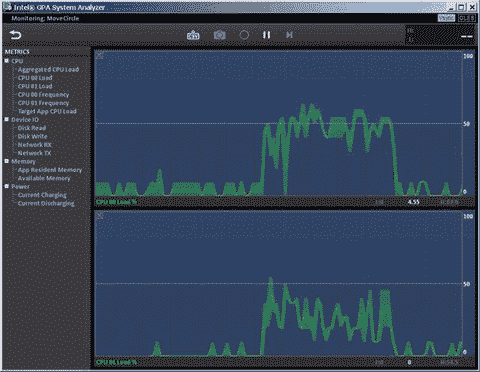 Intel® GPA System Analyzer
Monitoring: MoveCircle
METRICS
CPU
Aggregated CPU Load
CPU 00 Load
CPU 01 Load
CPU 00 Frequency
CPU 01 Frequency
Target App CPU Load
Device IO
Disk Read
Disk Write
Network RX
Network TX
Memory
App Resident Memory
Available Memory
Power
Current Charging
Current Discharging
100
50
0
CPU 00 Load %
4.55
100
50
0
CPU 01 Load %
0